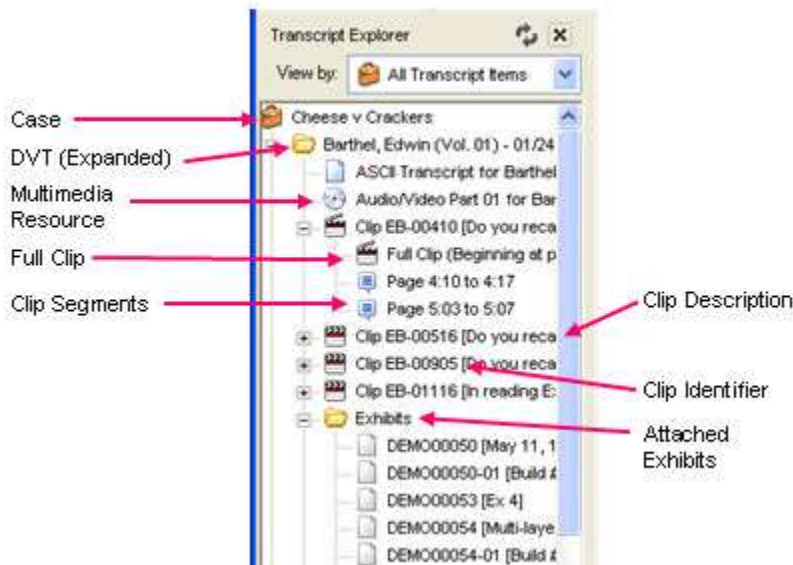 Transcript Explorer
View by: All Transcript Items
Case
Cheese v Crackers
DVT (Expanded)
Barthel, Edwin (Vol. 01) - 01/24
ASCII Transcript for Barthel
Multimedia
Resource
Audio/Video Part 01 for Bar
Clip EB-00410 [Do you reca
Full Clip
Full Clip (Beginning at p
Page 4:10 to 4:17
Clip Segments
Page 5:03 to 5:07
Clip Description
Clip EB-00516 [Do you reca
Clip EB-00905 [Do you reca
Clip Identifier
Clip EB-01116 [In reading Ex
Attached
Exhibits
Exhibits
DEMO00050 [May 11, 1
DEMO00050-01 [Build #
DEMO00053 [Ex 4]
DEMO00054 [Multi-laye
DEMO00054-01 [Build #